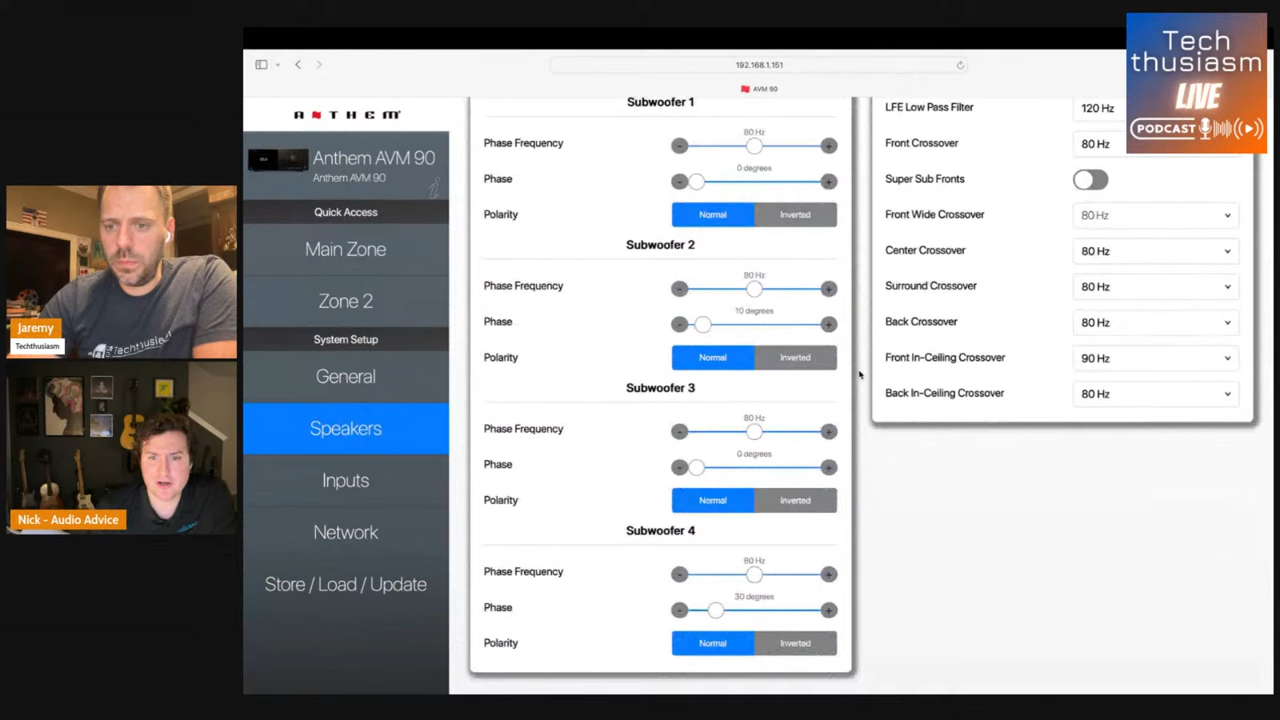 Tech
thusiasm
LIVE
PODCAST
192.168.1.151
AVM 90
ANTHEM
Anthem AVM 90
Anthem AVM 90
Quick Access
Main Zone
Zone 2
System Setup
General
Speakers
Inputs
Network
Store / Load / Update
Subwoofer 1
Phase Frequency
80 Hz
- +
Phase
0 degrees
- +
Polarity
Normal Inverted
Subwoofer 2
Phase Frequency
80 Hz
- +
Phase
10 degrees
- +
Polarity
Normal Inverted
Subwoofer 3
Phase Frequency
80 Hz
- +
Phase
0 degrees
- +
Polarity
Normal Inverted
Subwoofer 4
Phase Frequency
80 Hz
- +
Phase
30 degrees
- +
Polarity
Normal Inverted
LFE Low Pass Filter 120 Hz
Front Crossover 80 Hz
Super Sub Fronts
Front Wide Crossover 80 Hz
Center Crossover 80 Hz
Surround Crossover 80 Hz
Back Crossover 80 Hz
Front In-Ceiling Crossover 90 Hz
Back In-Ceiling Crossover 80 Hz
Jaremy
Techthusiasm
Techthusiasm
Nick - Audio Advice